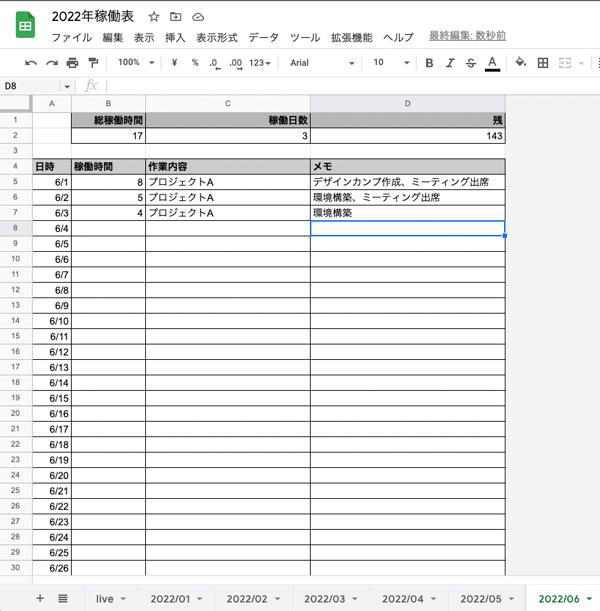 2022年稼働表
ファイル 編集 表示 挿入 表示形式 データ ツール 拡張機能 ヘルプ 最終編集: 数秒前
100% ¥ % .0 .00 123 Arial 10 B I S A
D8 fx
A B C D
1 総稼働時間 稼働日数 残
2 17 3 143
3
4 日時 稼働時間 作業内容 メモ
5 6/1 8 プロジェクトA デザインカンプ作成、ミーティング出席
6 6/2 5 プロジェクトA 環境構築、ミーティング出席
7 6/3 4 プロジェクトA 環境構築
8 6/4
9 6/5
10 6/6
11 6/7
12 6/8
13 6/9
14 6/10
15 6/11
16 6/12
17 6/13
18 6/14
19 6/15
20 6/16
21 6/17
22 6/18
23 6/19
24 6/20
25 6/21
26 6/22
27 6/23
28 6/24
29 6/25
30 6/26
+ live 2022/01 2022/02 2022/03 2022/04 2022/05 2022/06